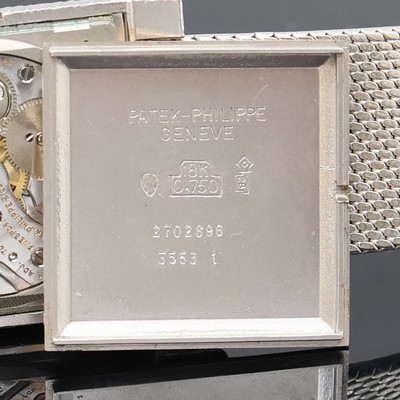 PATEK-PHILIPPE
GENEVE
18K
0,750
2702896
3553 1